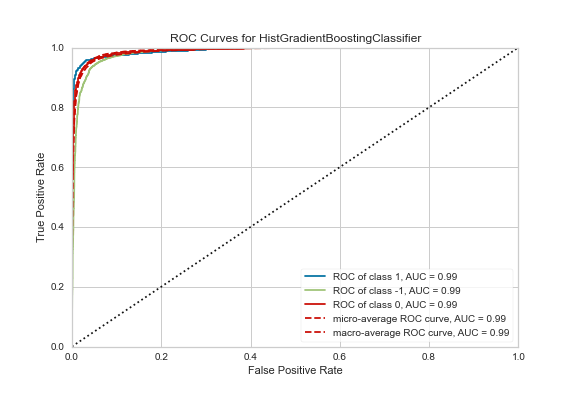 ROC Curves for HistGradientBoostingClassifier
1.0
0.8
0.6
0.4
0.2
0.0
True Positive Rate
ROC of class 1, AUC = 0.99
ROC of class -1, AUC = 0.99
ROC of class 0, AUC = 0.99
micro-average ROC curve, AUC = 0.99
macro-average ROC curve, AUC = 0.99
0.0 0.2 0.4 0.6 0.8 1.0
False Positive Rate